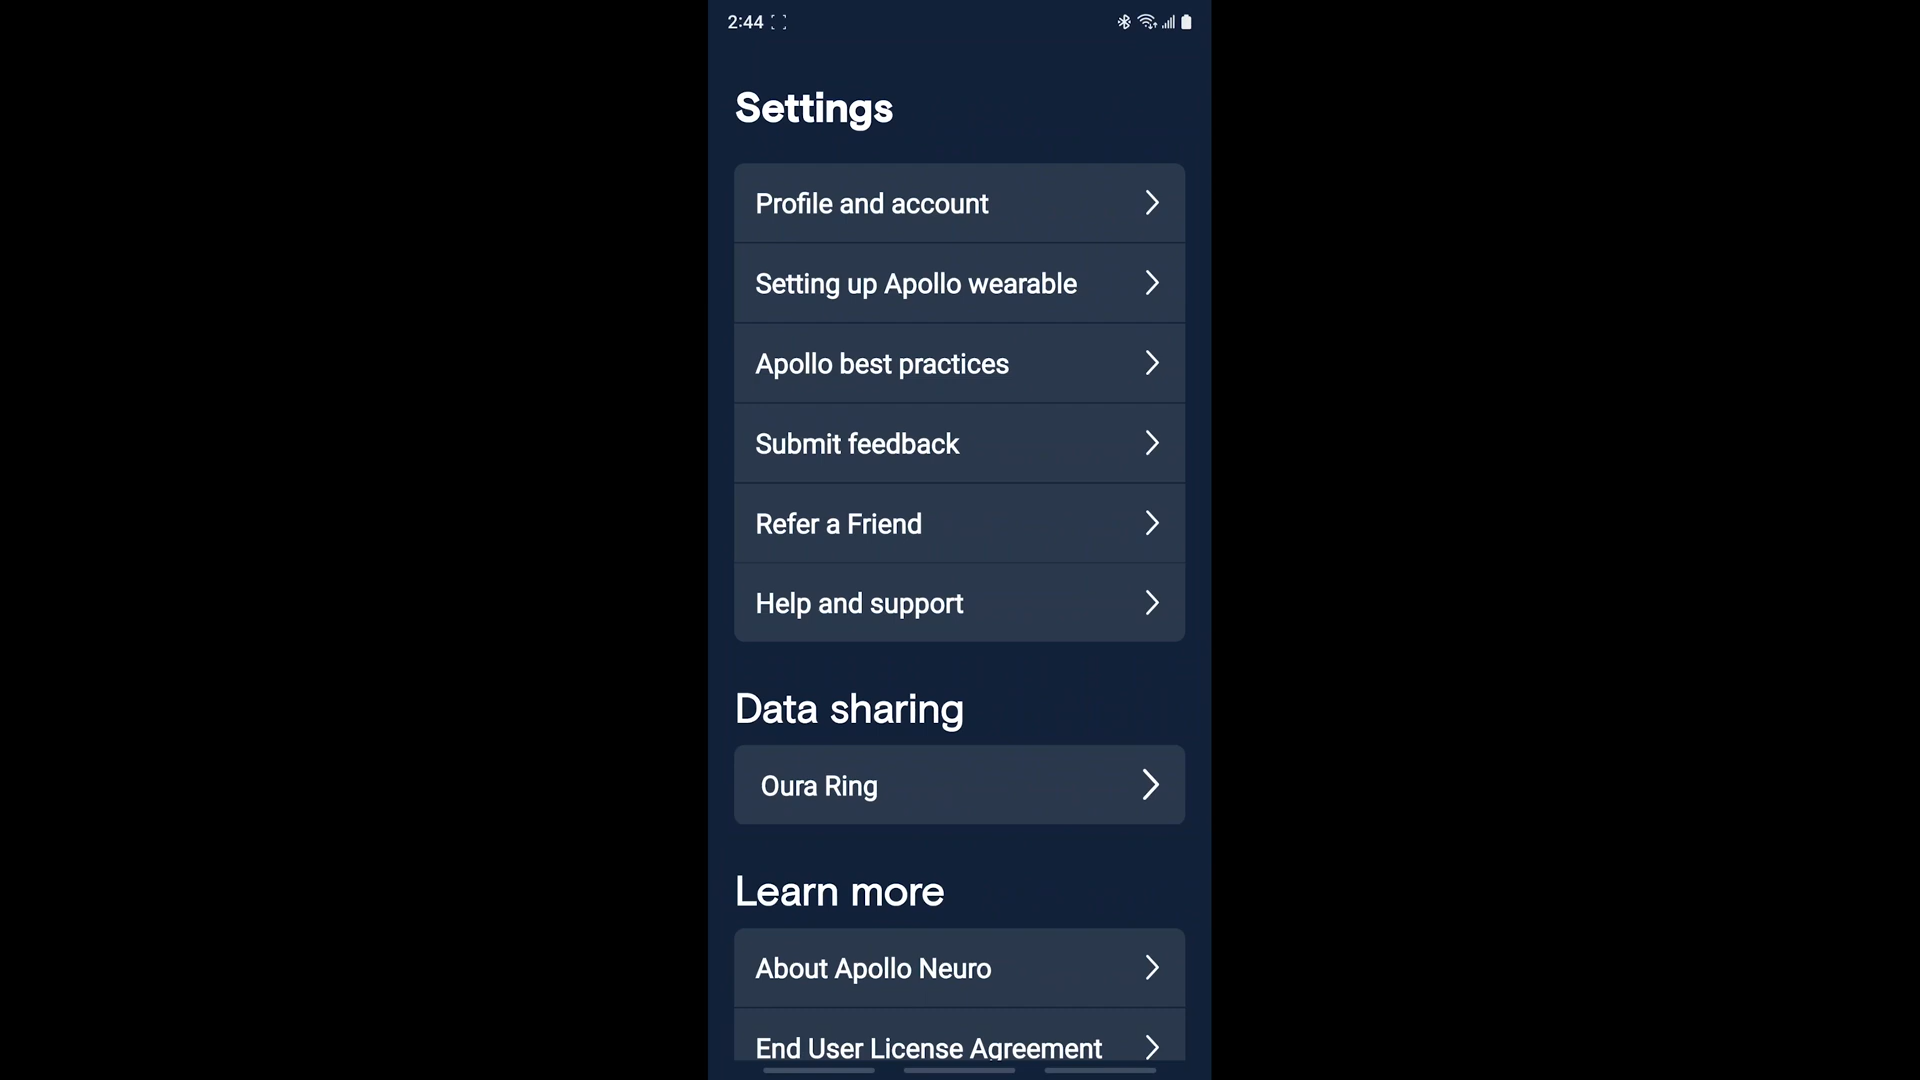 2:44
Settings
Profile and account
Setting up Apollo wearable
Apollo best practices
Submit feedback
Refer a Friend
Help and support
Data sharing
Oura Ring
Learn more
About Apollo Neuro
End User License Agreement